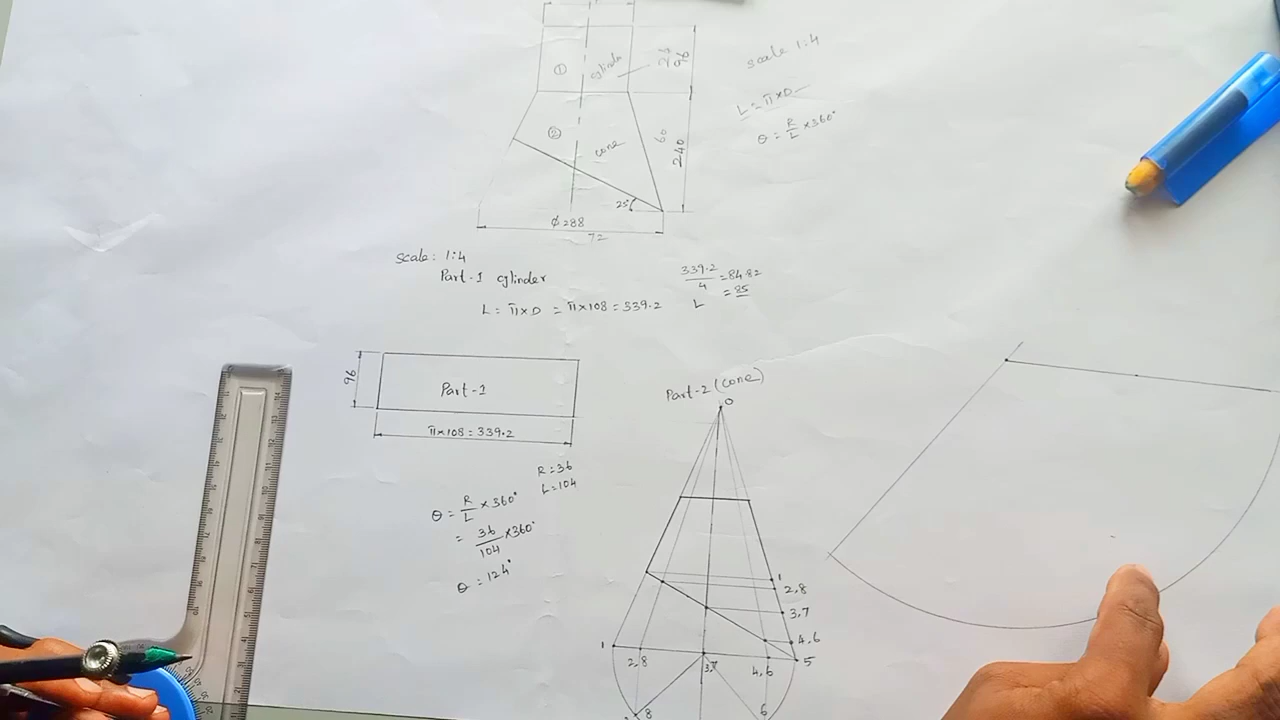 ① cylinder
24
96
Scale 1:4
L = π×D
θ = R/L ×360°
② cone
60
240
25°
φ288
72
Scale: 1:4
Part-1 cylinder
L = π×D = π×108 = 339.2
339.2/4 = 84.82
L = 85
96
Part-1
π×108 = 339.2
R = 36
L = 104
θ = R/L ×360°
= 36/104 ×360°
θ = 124°
Part-2 (cone)
O
1
2,8
3,7
4,6
5
1
2,8
3,7
4,6
8
6